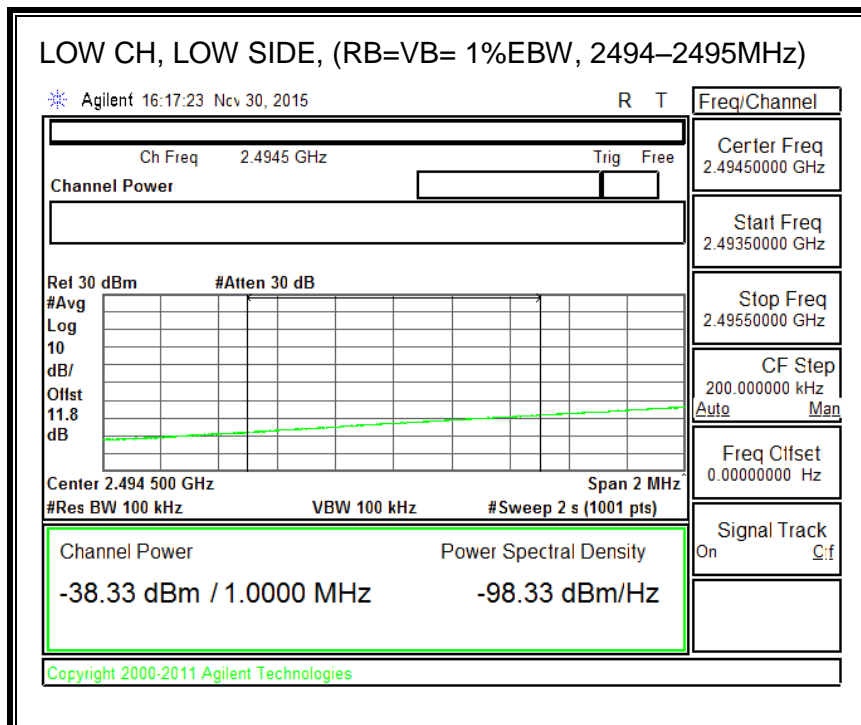 LOW CH, LOW SIDE, (RB=VB= 1%EBW, 2494–2495MHz)
Agilent 16:17:23 Nov 30, 2015 R T
Freq/Channel
Ch Freq 2.4945 GHz Trig Free
Channel Power
Center Freq
2.49450000 GHz
Start Freq
2.49350000 GHz
Stop Freq
2.49550000 GHz
CF Step
200.000000 kHz
Auto Man
Freq Offset
0.00000000 Hz
Signal Track
On Off
Ref 30 dBm #Atten 30 dB
#Avg
Log
10
dB/
Offst
11.8
dB
Center 2.494 500 GHz Span 2 MHz
#Res BW 100 kHz VBW 100 kHz #Sweep 2 s (1001 pts)
Channel Power Power Spectral Density
-38.33 dBm / 1.0000 MHz -98.33 dBm/Hz
Copyright 2000-2011 Agilent Technologies